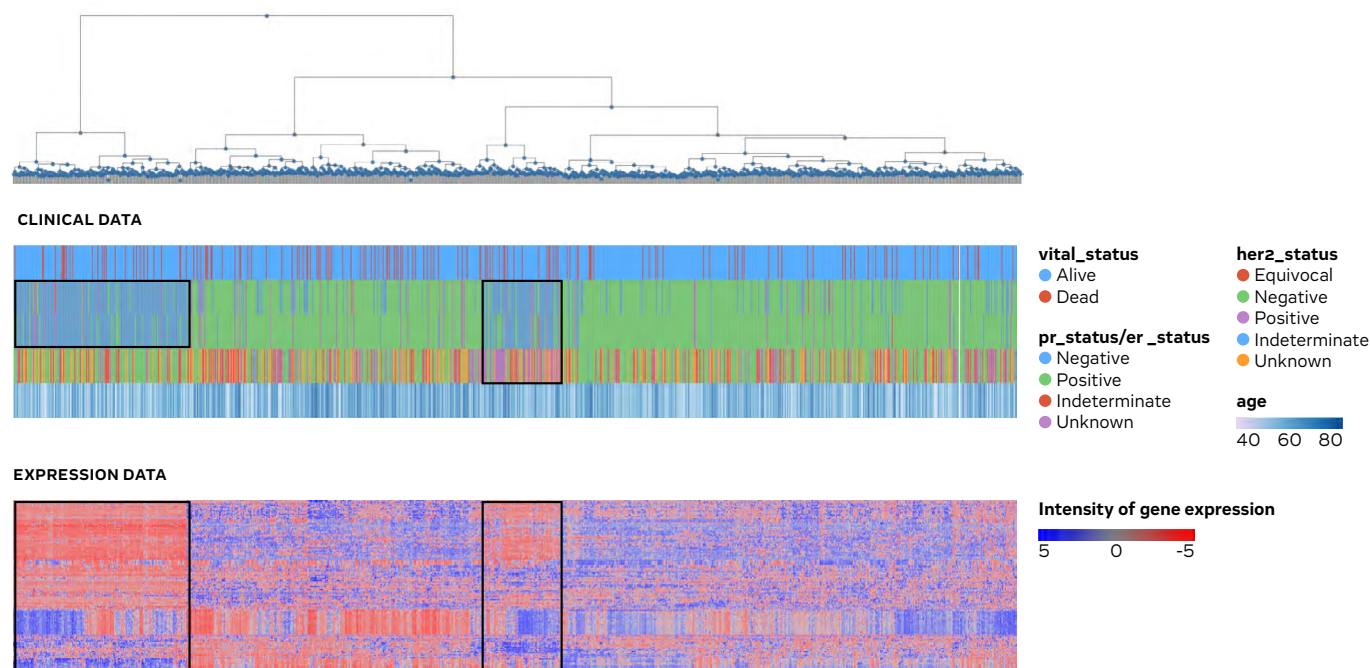 CLINICAL DATA
vital_status
Alive
Dead
pr_status/er _status
Negative
Positive
Indeterminate
Unknown
her2_status
Equivocal
Negative
Positive
Indeterminate
Unknown
age
40 60 80
EXPRESSION DATA
Intensity of gene expression
5 0 -5